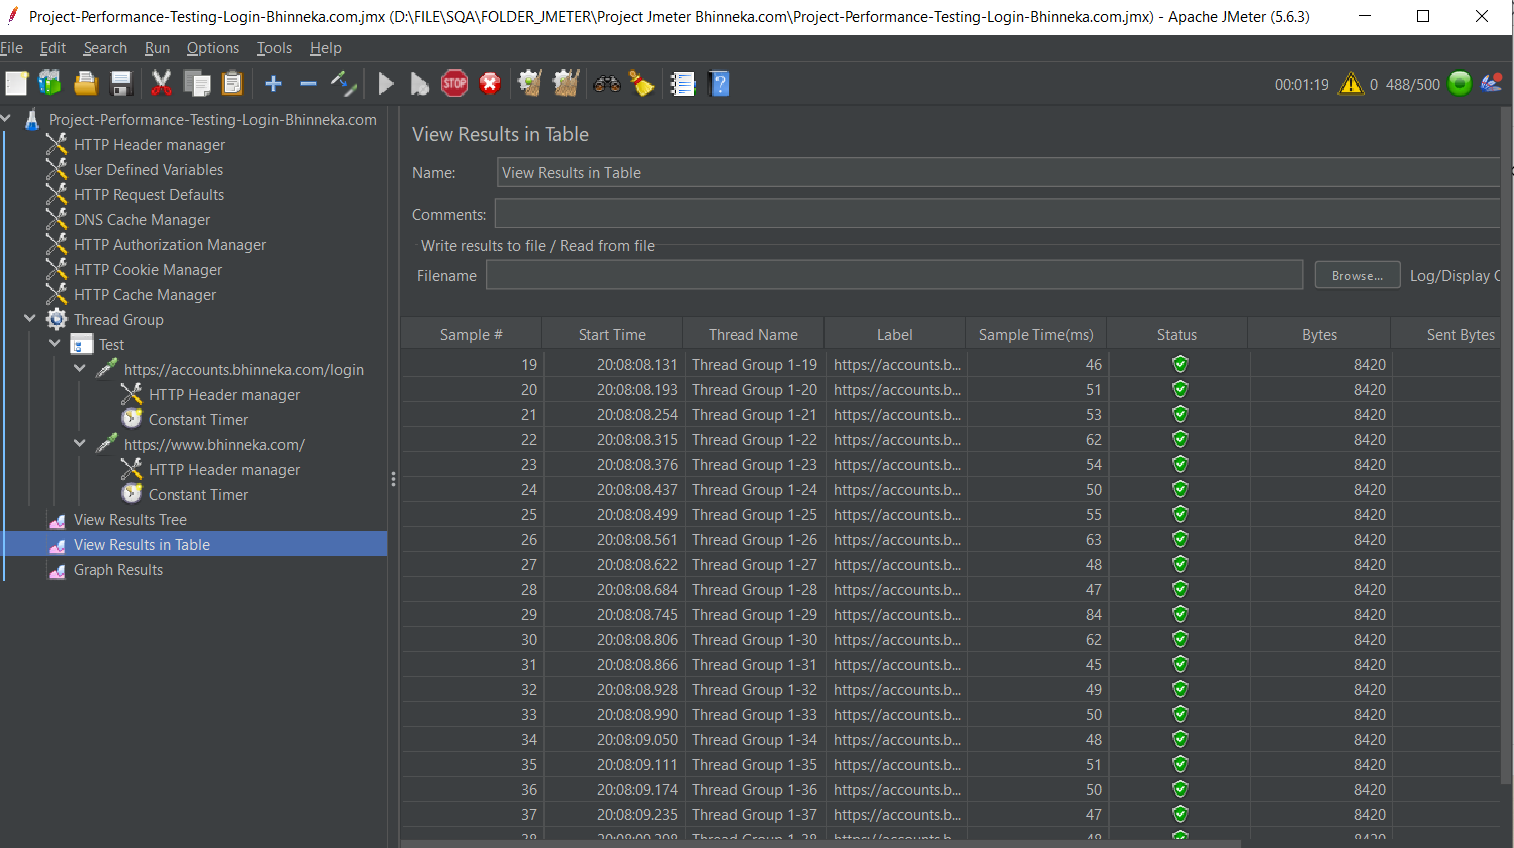 Project-Performance-Testing-Login-Bhinneka.com.jmx (D:\FILE\SQA\FOLDER_JMETER\Project Jmeter Bhinneka.com\Project-Performance-Testing-Login-Bhinneka.com.jmx) - Apache JMeter (5.6.3)
File Edit Search Run Options Tools Help
STOP 00:01:19 0 488/500
Project-Performance-Testing-Login-Bhinneka.com
HTTP Header manager
User Defined Variables
HTTP Request Defaults
DNS Cache Manager
HTTP Authorization Manager
HTTP Cookie Manager
HTTP Cache Manager
Thread Group
Test
https://accounts.bhinneka.com/login
HTTP Header manager
Constant Timer
https://www.bhinneka.com/
HTTP Header manager
Constant Timer
View Results Tree
View Results in Table
Graph Results
View Results in Table
Name: View Results in Table
Comments:
Write results to file / Read from file
Filename Browse... Log/Display
Sample # Start Time Thread Name Label Sample Time(ms) Status Bytes Sent Bytes
19 20:08:08.131 Thread Group 1-19 https://accounts.b... 46 8420
20 20:08:08.193 Thread Group 1-20 https://accounts.b... 51 8420
21 20:08:08.254 Thread Group 1-21 https://accounts.b... 53 8420
22 20:08:08.315 Thread Group 1-22 https://accounts.b... 62 8420
23 20:08:08.376 Thread Group 1-23 https://accounts.b... 54 8420
24 20:08:08.437 Thread Group 1-24 https://accounts.b... 50 8420
25 20:08:08.499 Thread Group 1-25 https://accounts.b... 55 8420
26 20:08:08.561 Thread Group 1-26 https://accounts.b... 63 8420
27 20:08:08.622 Thread Group 1-27 https://accounts.b... 48 8420
28 20:08:08.684 Thread Group 1-28 https://accounts.b... 47 8420
29 20:08:08.745 Thread Group 1-29 https://accounts.b... 84 8420
30 20:08:08.806 Thread Group 1-30 https://accounts.b... 62 8420
31 20:08:08.866 Thread Group 1-31 https://accounts.b... 45 8420
32 20:08:08.928 Thread Group 1-32 https://accounts.b... 49 8420
33 20:08:08.990 Thread Group 1-33 https://accounts.b... 50 8420
34 20:08:09.050 Thread Group 1-34 https://accounts.b... 48 8420
35 20:08:09.111 Thread Group 1-35 https://accounts.b... 51 8420
36 20:08:09.174 Thread Group 1-36 https://accounts.b... 50 8420
37 20:08:09.235 Thread Group 1-37 https://accounts.b... 47 8420